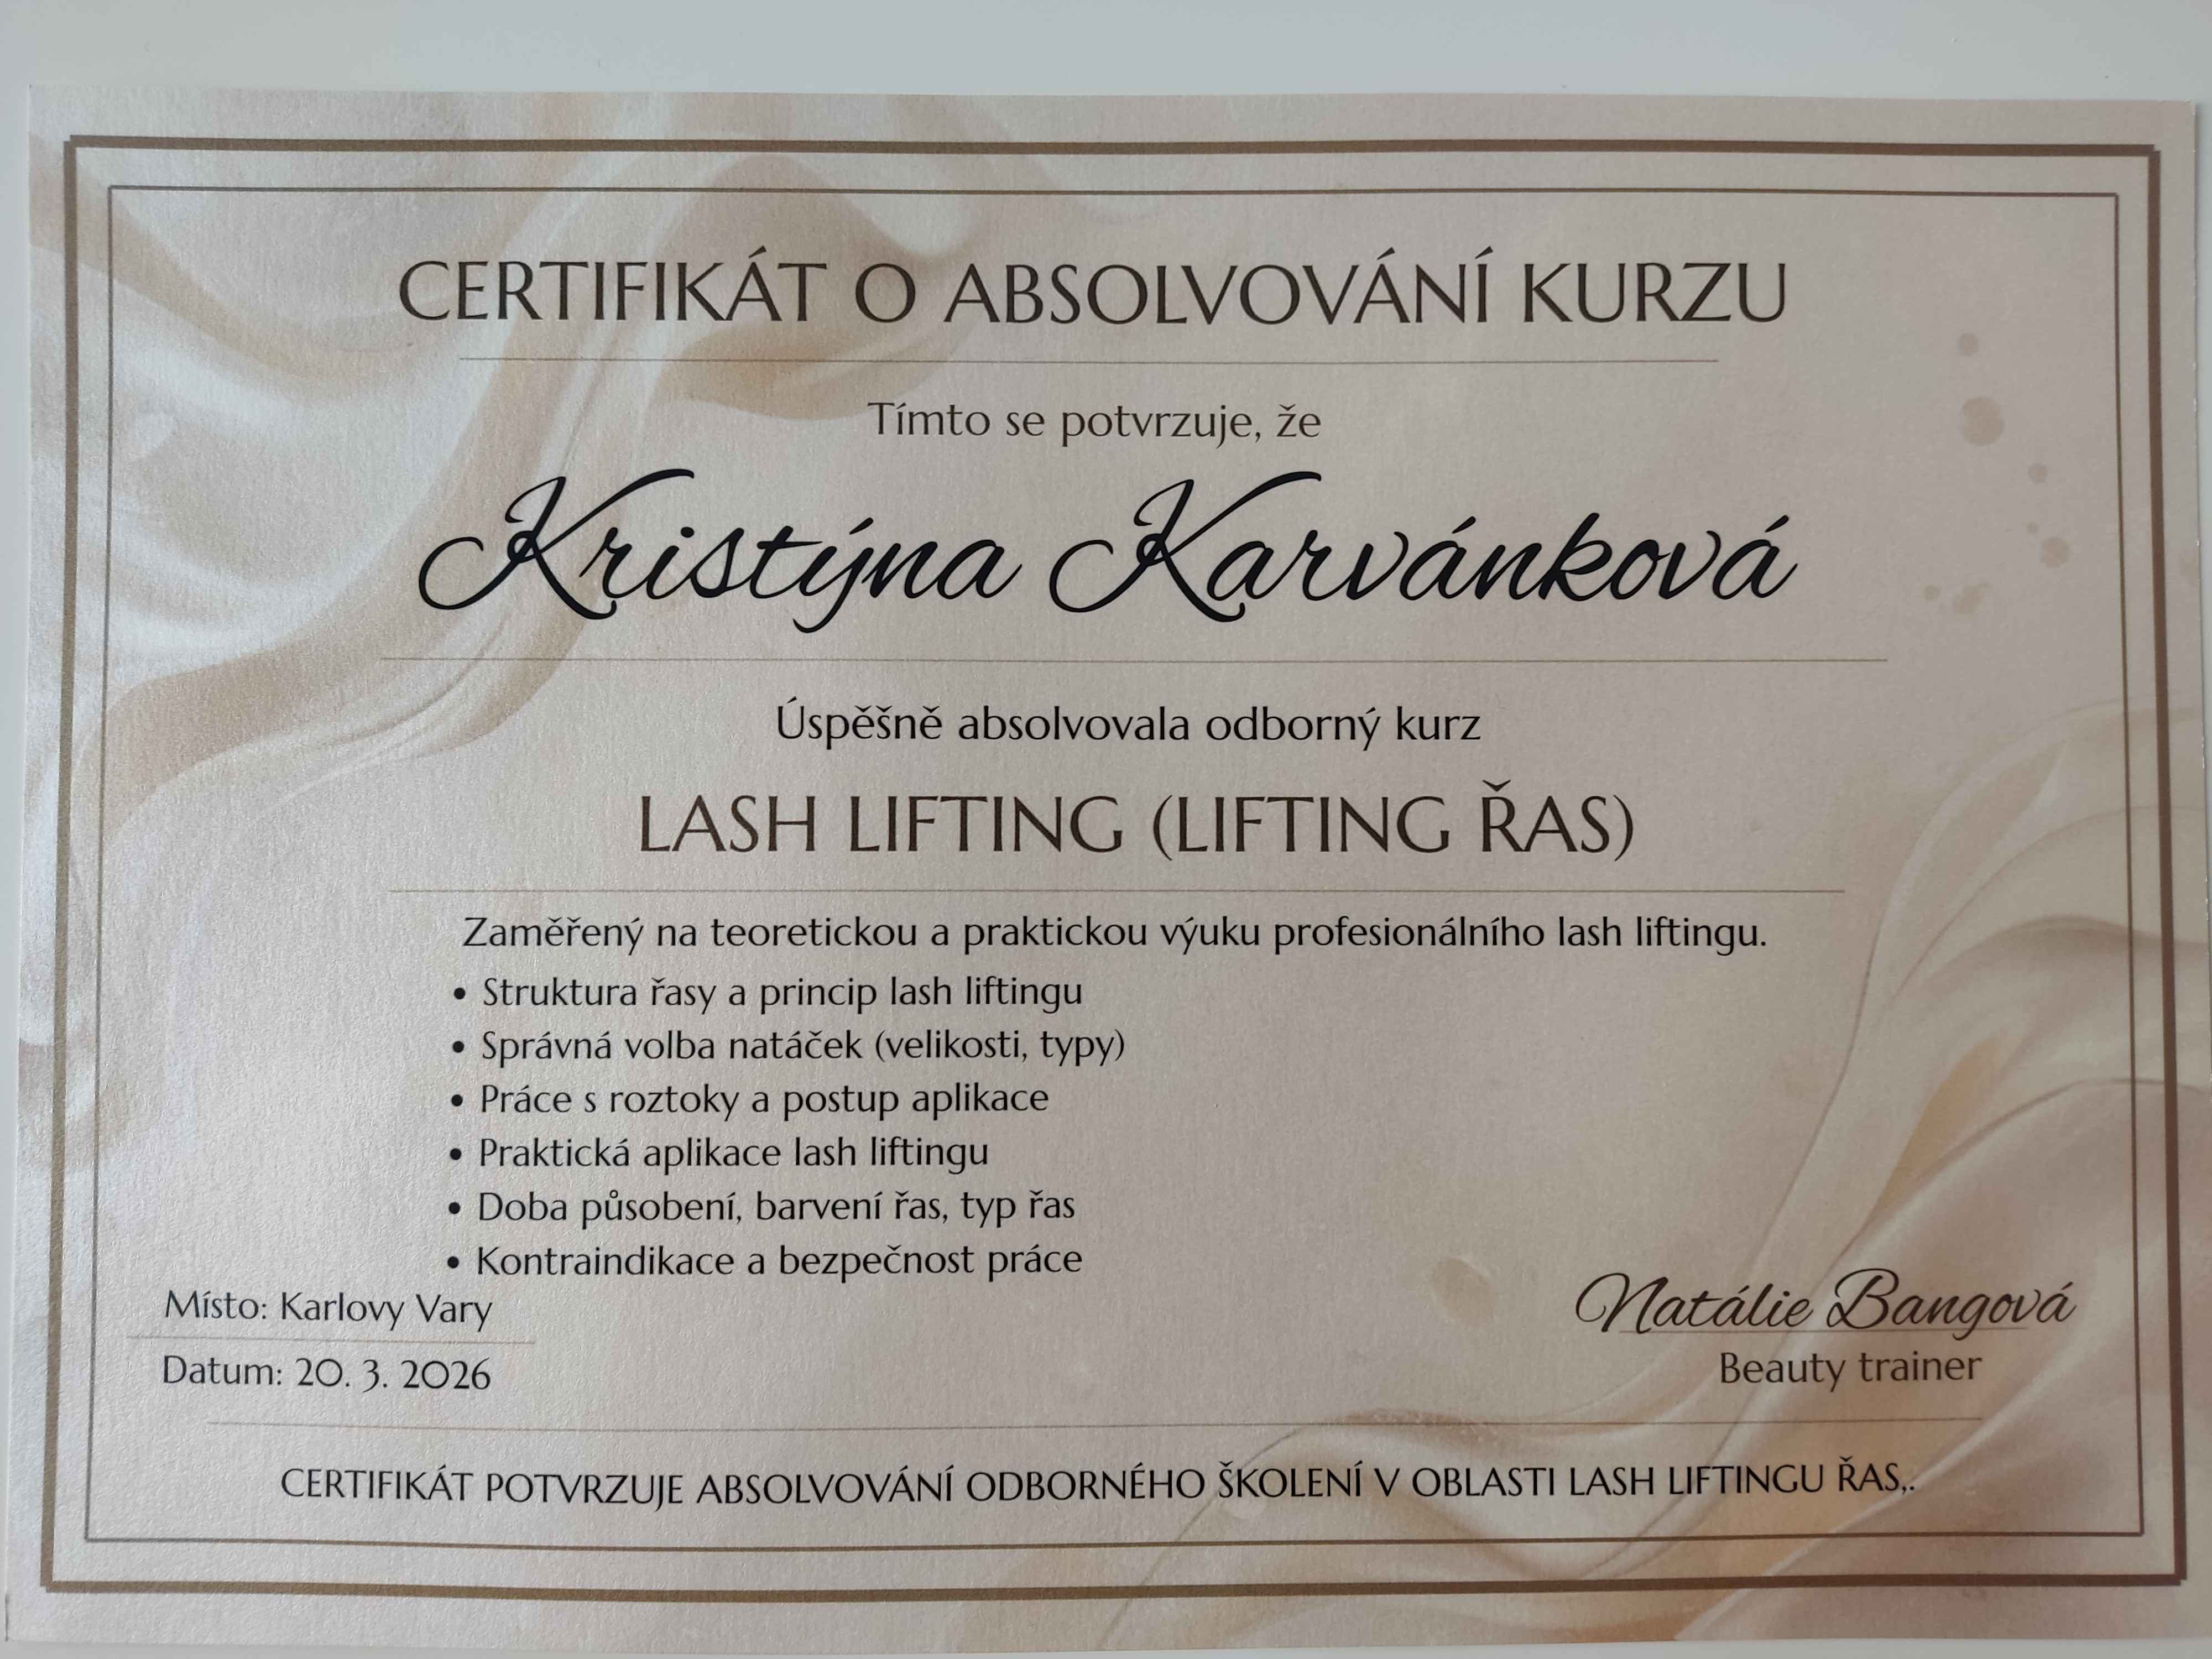 CERTIFIKÁT O ABSOLVOVÁNÍ KURZU
Tímto se potvrzuje, že
Kristýna Karvánková
Úspěšně absolvovala odborný kurz
LASH LIFTING (LIFTING ŘAS)
Zaměřený na teoretickou a praktickou výuku profesionálního lash liftingu.
• Struktura řasy a princip lash liftingu
• Správná volba natáček (velikosti, typy)
• Práce s roztoky a postup aplikace
• Praktická aplikace lash liftingu
• Doba působení, barvení řas, typ řas
• Kontraindikace a bezpečnost práce
Místo: Karlovy Vary
Datum: 20. 3. 2026
Natálie Bangová
Beauty trainer
CERTIFIKÁT POTVRZUJE ABSOLVOVÁNÍ ODBORNÉHO ŠKOLENÍ V OBLASTI LASH LIFTINGU ŘAS,.